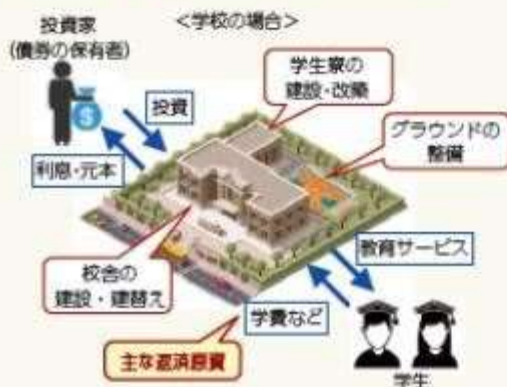 <学校の場合>
投資家
(債券の保有者)
投資
利息・元本
学生寮の
建設・改築
グラウンドの
整備
校舎の
建設・建替え
教育サービス
学費など
主な返済原資
学生